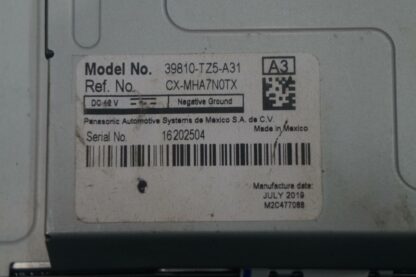 Model No. 39810-TZ5-A31 A3
Ref. No. CX-MHA7N0TX
DC 12 V Negative Ground
Panasonic Automotive Systems de Mexico S.A. de C.V.
Made in Mexico
Serial No. 16202504
Manufacture date:
JULY 2019
M2C477088